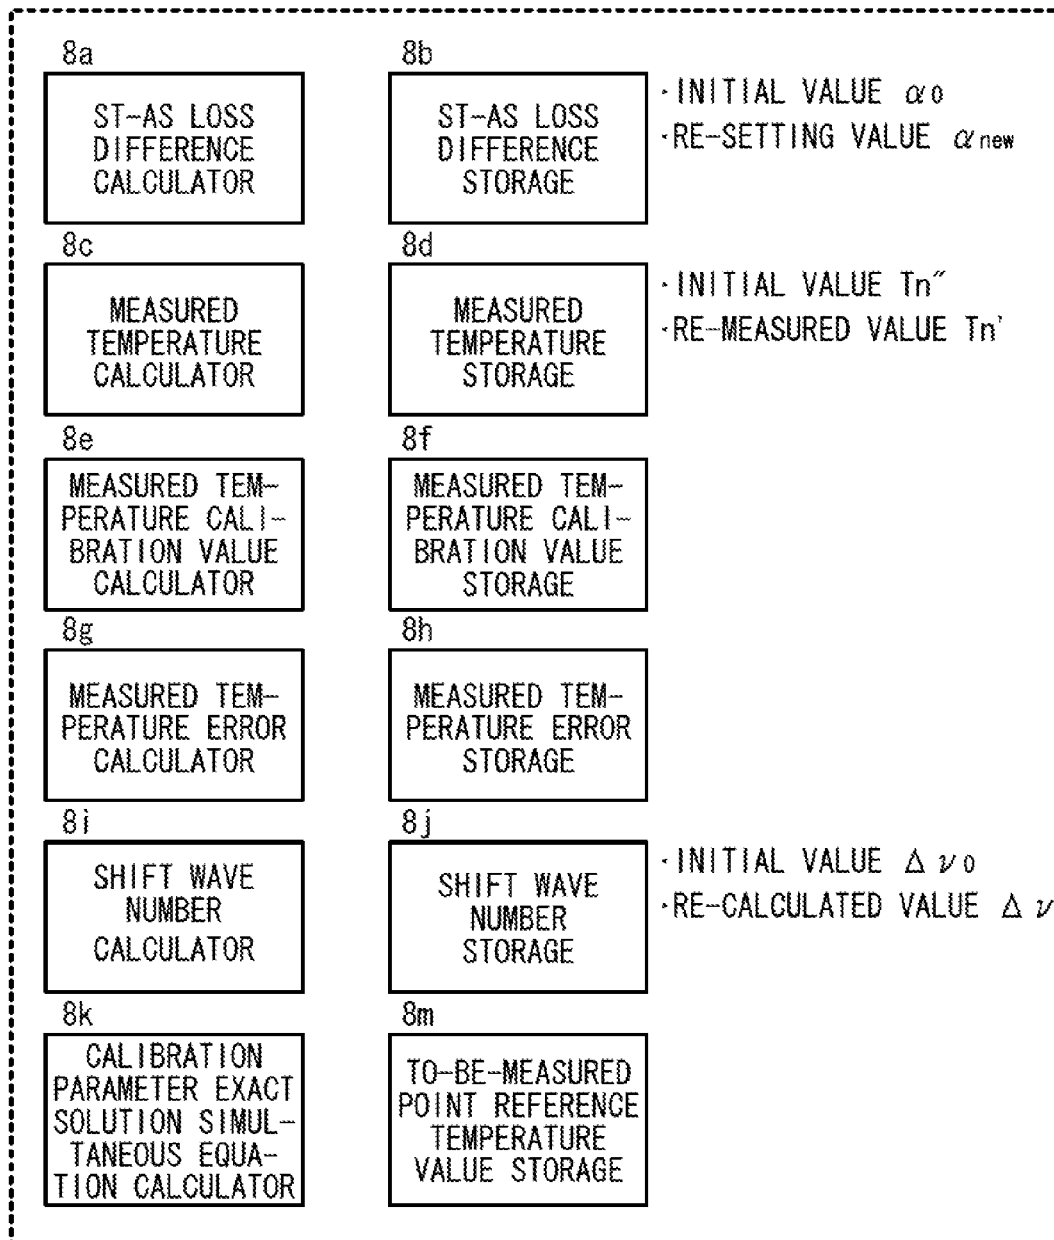 8a
ST-AS LOSS
DIFFERENCE
CALCULATOR
8b
ST-AS LOSS
DIFFERENCE
STORAGE
·INITIAL VALUE α0
·RE-SETTING VALUE αnew
8c
MEASURED
TEMPERATURE
CALCULATOR
8d
MEASURED
TEMPERATURE
STORAGE
·INITIAL VALUE Tn″
·RE-MEASURED VALUE Tn'
8e
MEASURED TEM-
PERATURE CALI-
BRATION VALUE
CALCULATOR
8f
MEASURED TEM-
PERATURE CALI-
BRATION VALUE
STORAGE
8g
MEASURED TEM-
PERATURE ERROR
CALCULATOR
8h
MEASURED TEM-
PERATURE ERROR
STORAGE
8i
SHIFT WAVE
NUMBER
CALCULATOR
8j
SHIFT WAVE
NUMBER
STORAGE
·INITIAL VALUE Δν0
·RE-CALCULATED VALUE Δν
8k
CALIBRATION
PARAMETER EXACT
SOLUTION SIMUL-
TANEOUS EQUA-
TION CALCULATOR
8m
TO-BE-MEASURED
POINT REFERENCE
TEMPERATURE
VALUE STORAGE